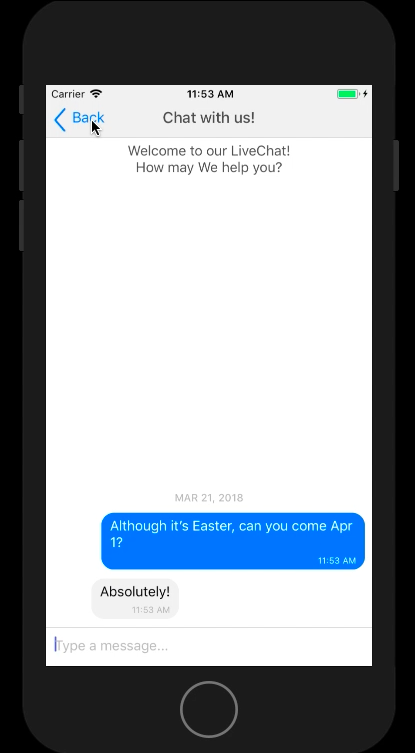 Carrier 11:53 AM
Back Chat with us!
Welcome to our LiveChat!
How may We help you?
MAR 21, 2018
Although it's Easter, can you come Apr
1?
11:53 AM
Absolutely!
11:53 AM
Type a message...